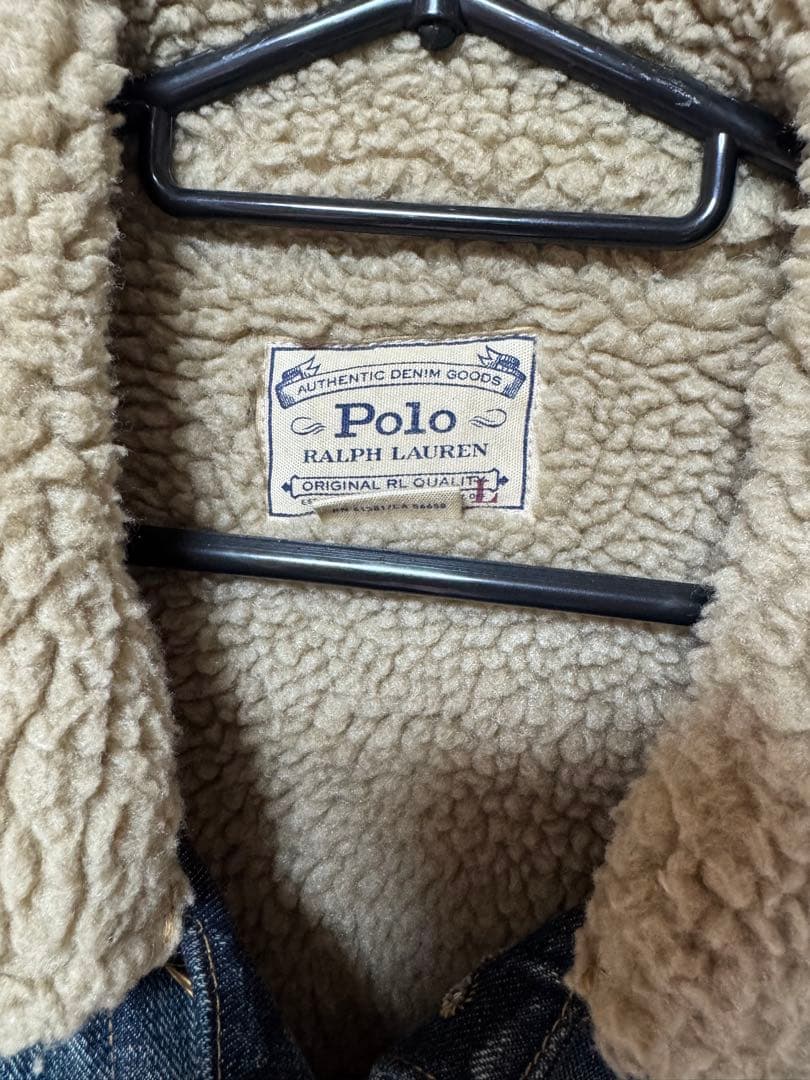 AUTHENTIC DENIM GOODS
Polo
RALPH LAUREN
ORIGINAL RL QUALITY
L